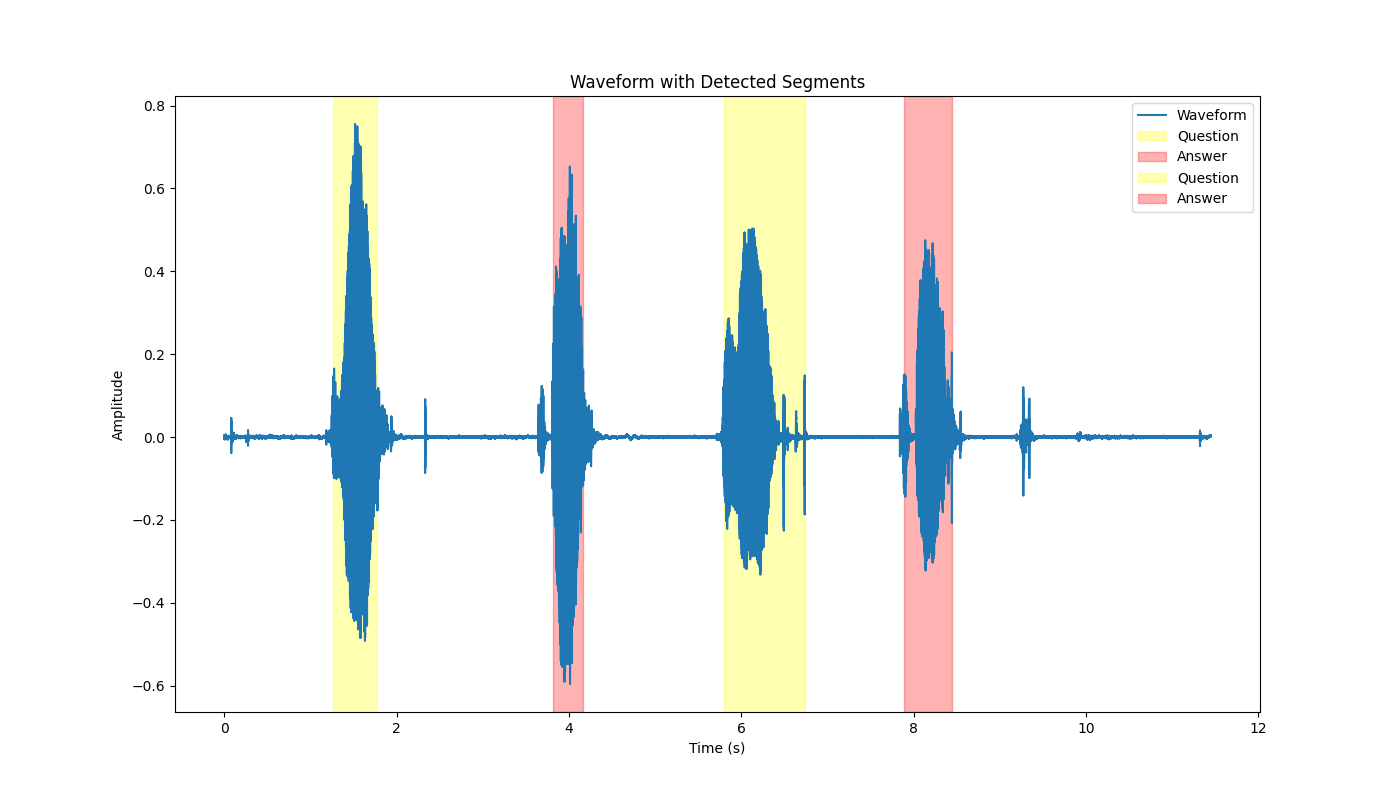 Waveform with Detected Segments
Waveform
Question
Answer
Question
Answer
0.8
0.6
0.4
0.2
0.0
−0.2
−0.4
−0.6
Amplitude
0 2 4 6 8 10 12
Time (s)